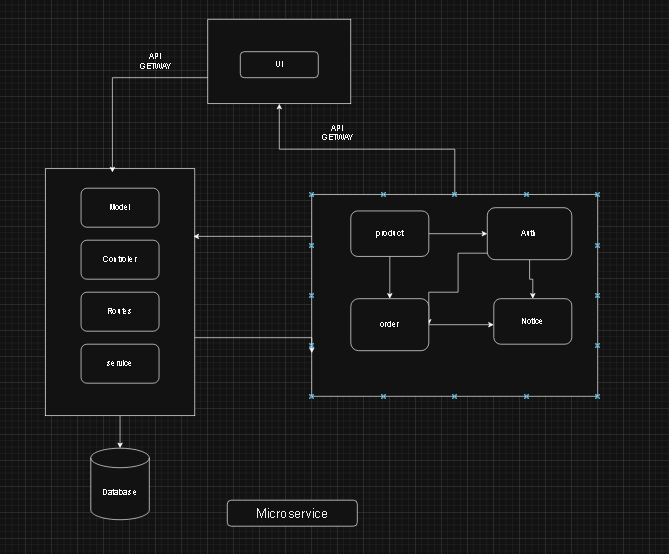 UI
API
GETWAY
API
GETWAY
Model
Controler
Routes
service
product
Auth
order
Notice
Database
Microservice